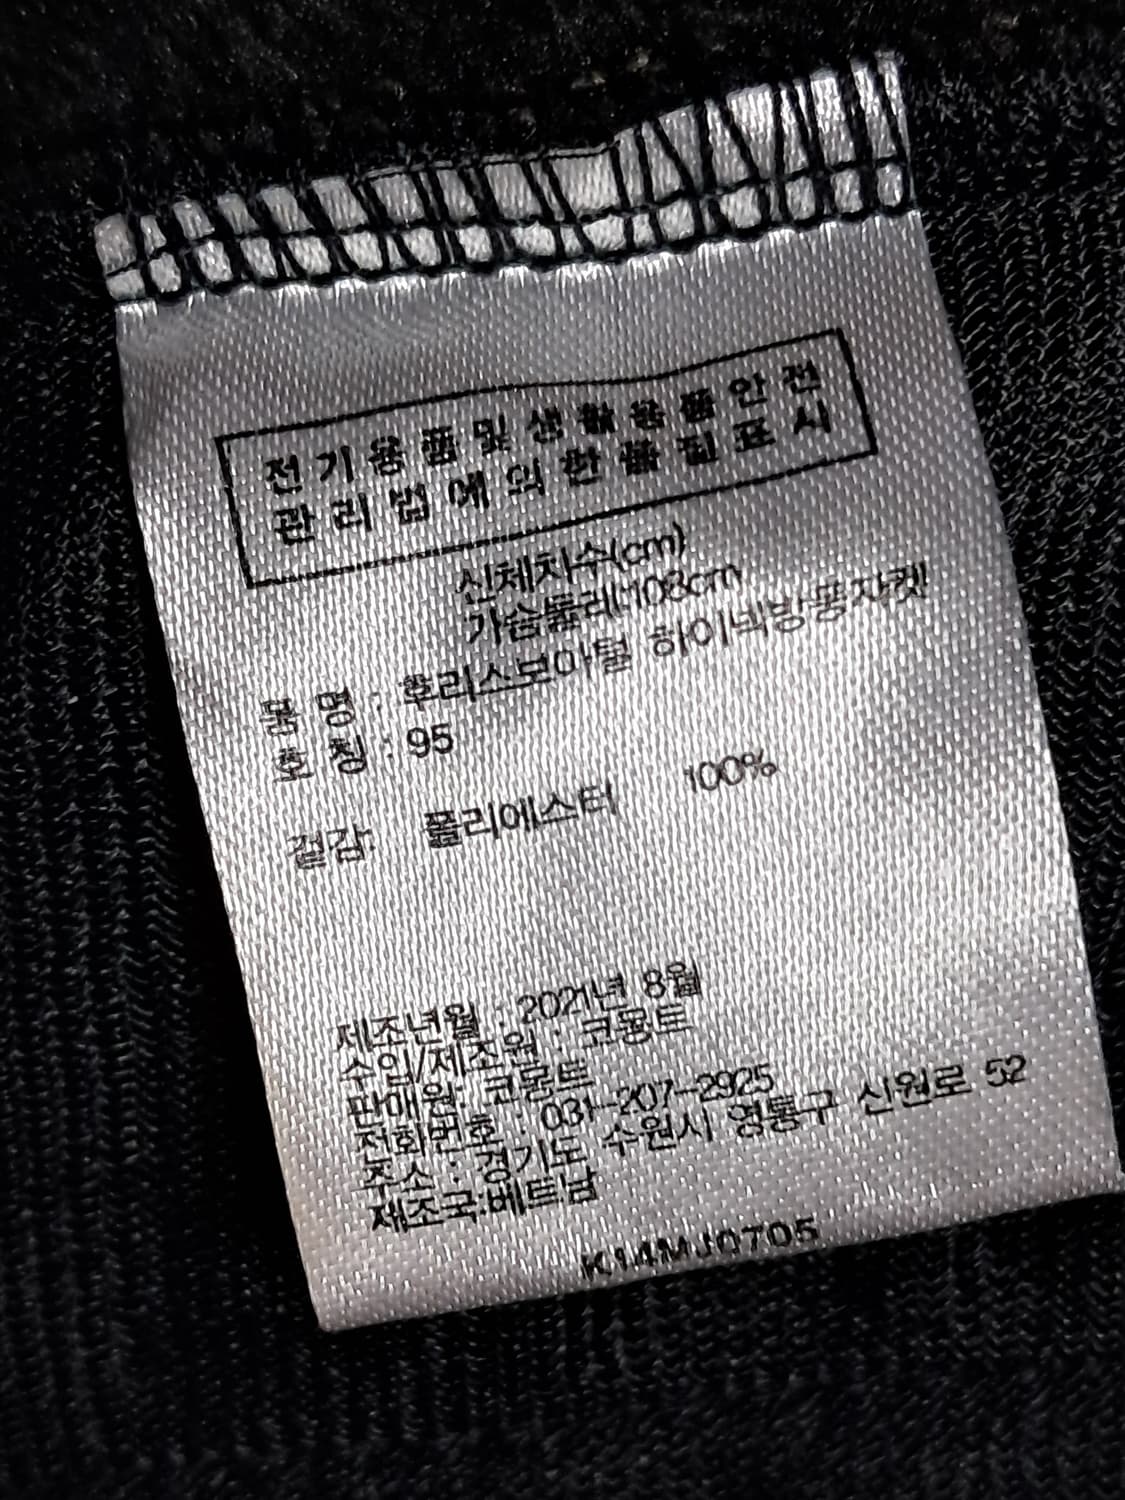 전기용품및생활용품안전
관리법에의한품질표시
신체치수(cm)
가슴둘레:108cm
품 명 : 후리스보아털 하이넥방풍자켓
호 칭 : 95
겉감: 폴리에스터 100%
제조년월 : 2021년 8월
수입/제조원 : 코몽트
판매원: 코몽트
전화번호 : 031-207-2925
주소 : 경기도 수원시 영통구 신원로 52
제조국:베트남
K14MJ0705